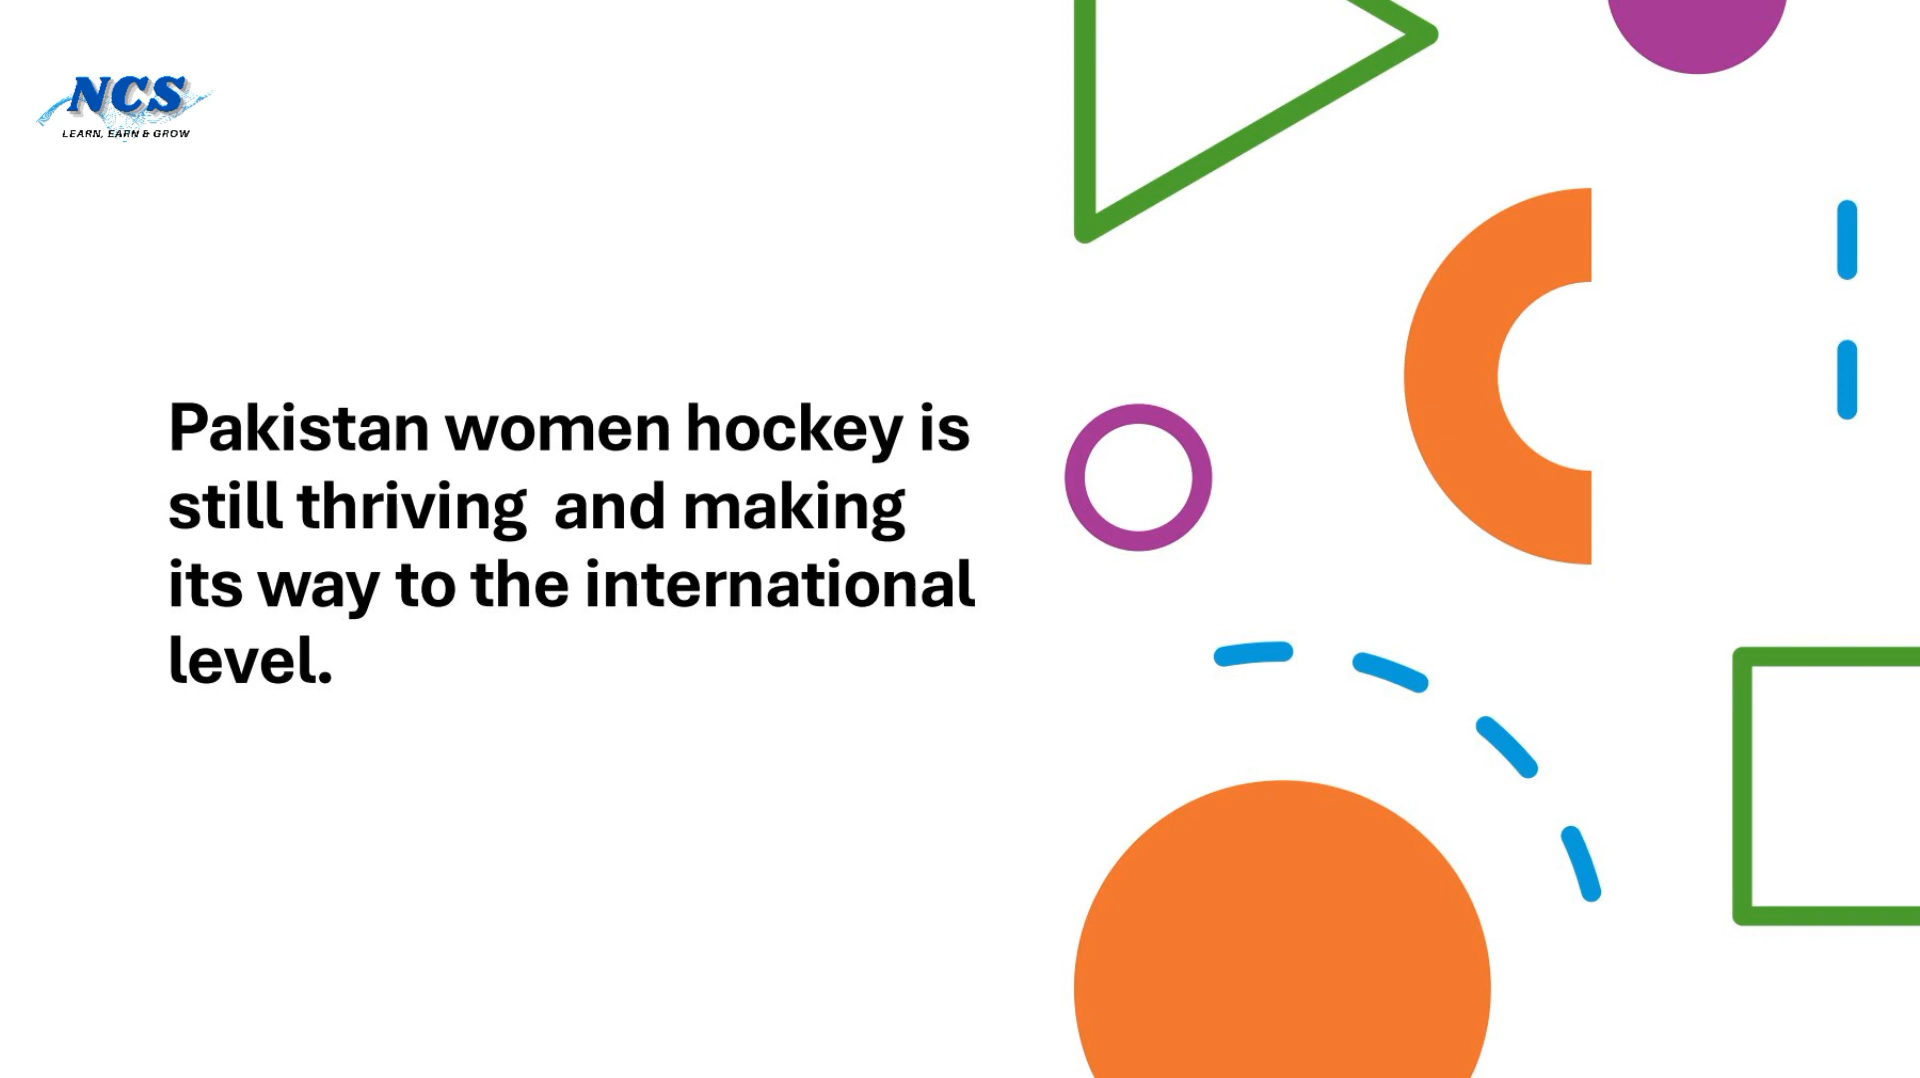 NCS
LEARN, EARN & GROW
Pakistan women hockey is
still thriving  and making
its way to the international
level.